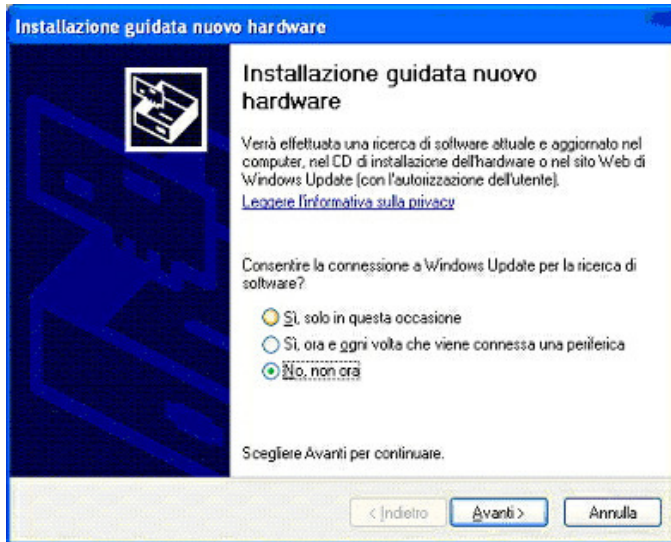 Installazione guidata nuovo hardware
Installazione guidata nuovo
hardware
Verrà effettuata una ricerca di software attuale e aggiornato nel
computer, nel CD di installazione dell'hardware o nel sito Web di
Windows Update (con l'autorizzazione dell'utente).
Leggere l'informativa sulla privacy
Consentire la connessione a Windows Update per la ricerca di
software?
Sì, solo in questa occasione
Sì, ora e ogni volta che viene connessa una periferica
No, non ora
Scegliere Avanti per continuare.
< Indietro Avanti > Annulla